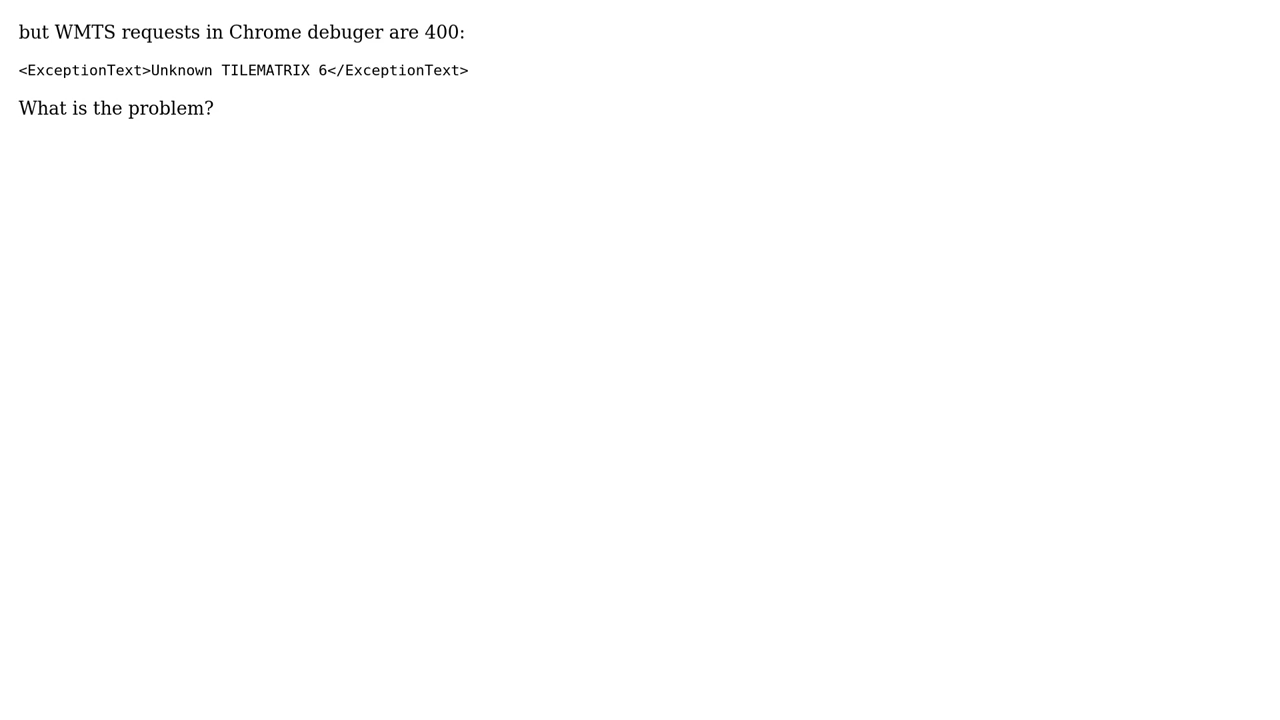 but WMTS requests in Chrome debuger are 400:
<ExceptionText>Unknown TILEMATRIX 6</ExceptionText>
What is the problem?